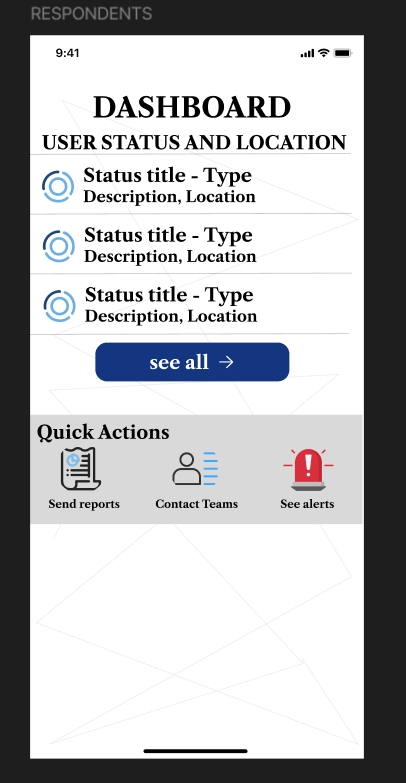 RESPONDENTS
9:41
DASHBOARD
USER STATUS AND LOCATION
Status title - Type
Description, Location
Status title - Type
Description, Location
Status title - Type
Description, Location
see all →
Quick Actions
Send reports
Contact Teams
See alerts